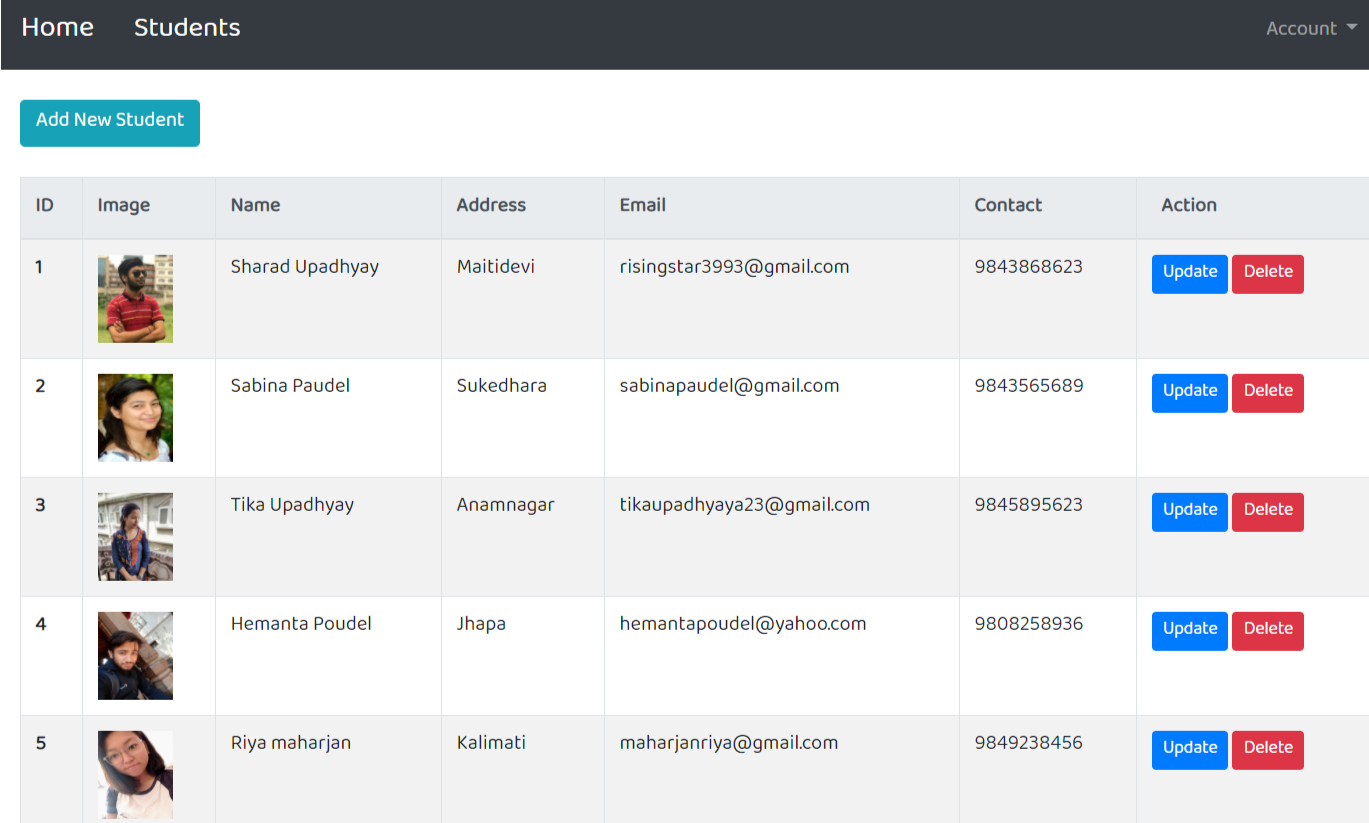 Home Students Account
Add New Student
ID Image Name Address Email Contact Action
1 Sharad Upadhyay Maitidevi risingstar3993@gmail.com 9843868623 Update Delete
2 Sabina Paudel Sukedhara sabinapaudel@gmail.com 9843565689 Update Delete
3 Tika Upadhyay Anamnagar tikaupadhyaya23@gmail.com 9845895623 Update Delete
4 Hemanta Poudel Jhapa hemantapoudel@yahoo.com 9808258936 Update Delete
5 Riya maharjan Kalimati maharjanriya@gmail.com 9849238456 Update Delete